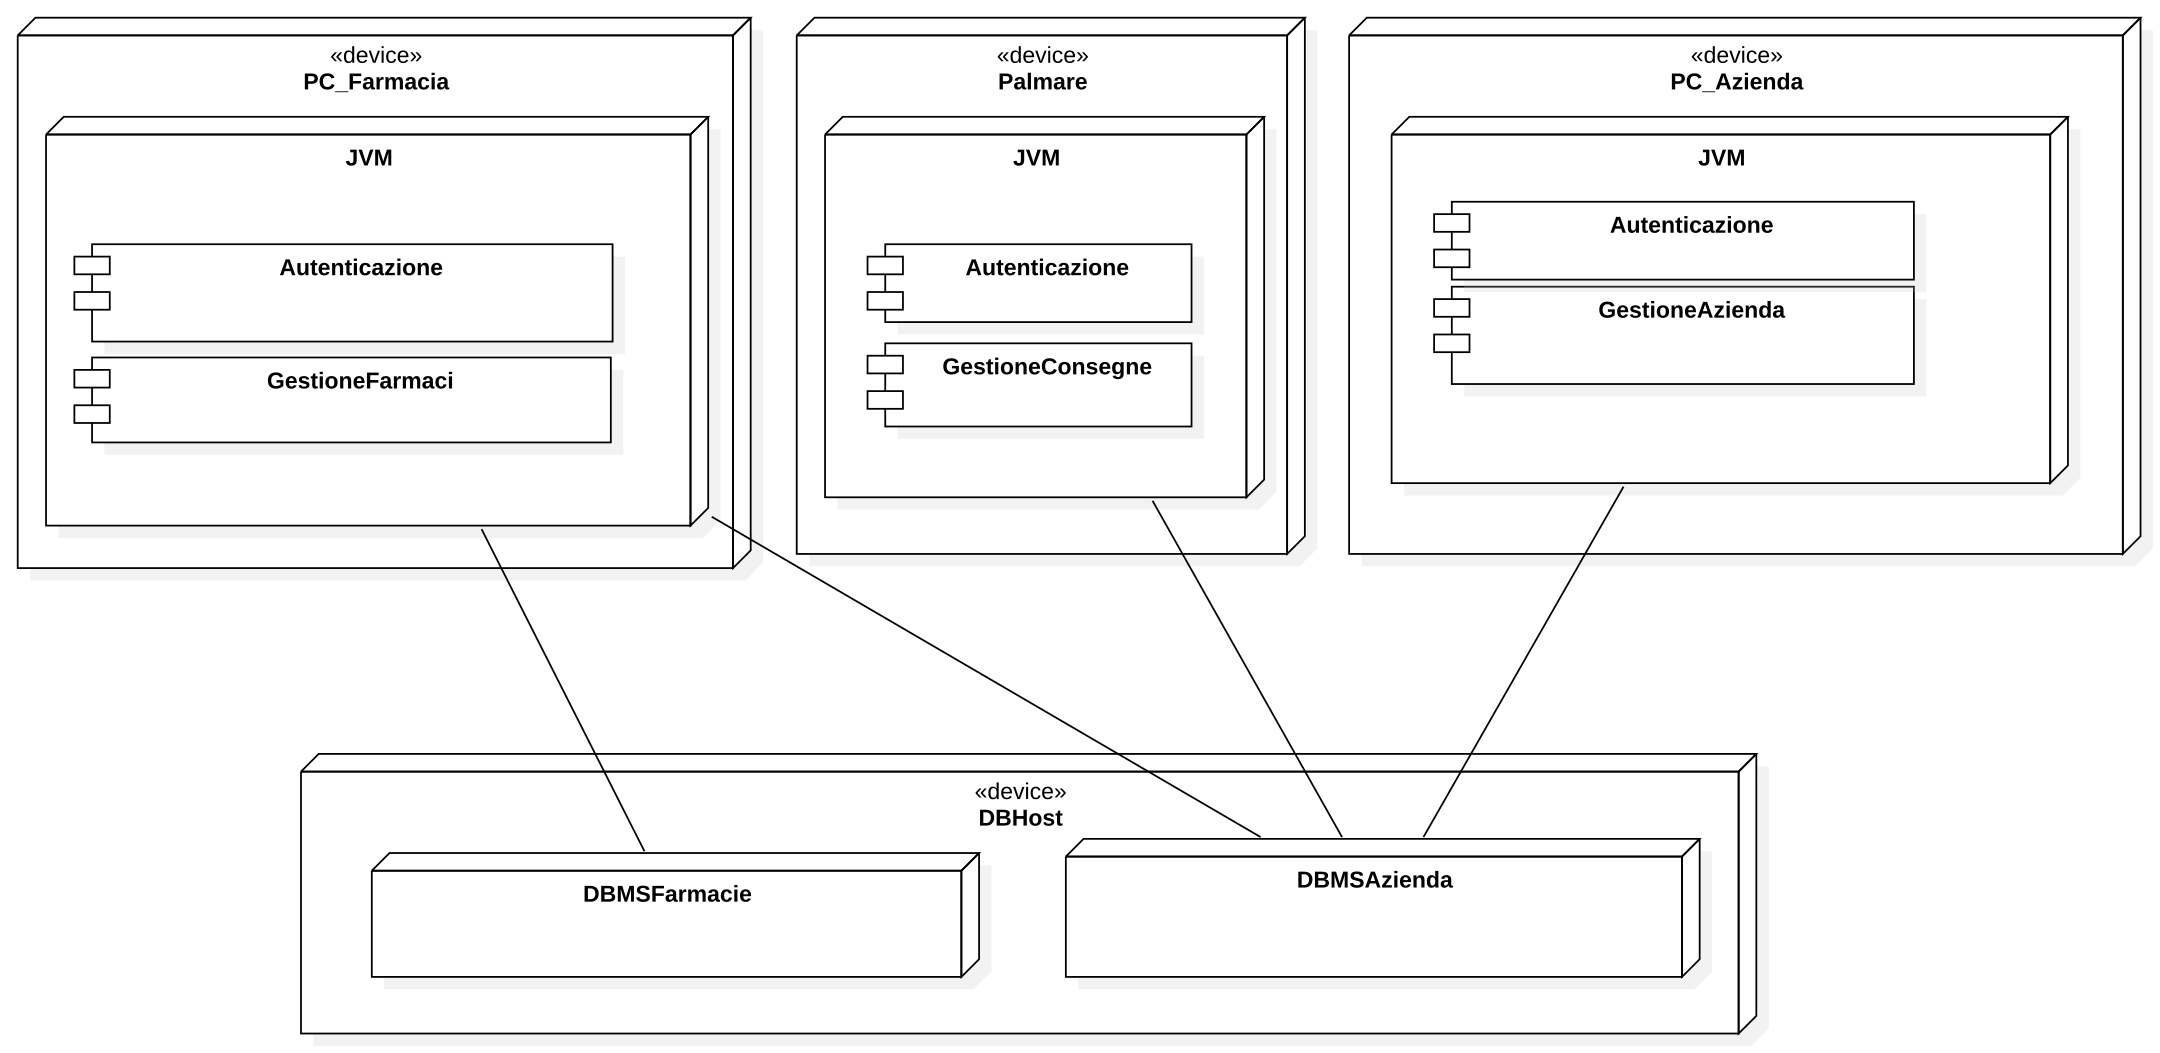 «device»
PC_Farmacia
JVM
Autenticazione
GestioneFarmaci
«device»
Palmare
JVM
Autenticazione
GestioneConsegne
«device»
PC_Azienda
JVM
Autenticazione
GestioneAzienda
«device»
DBHost
DBMSFarmacie
DBMSAzienda